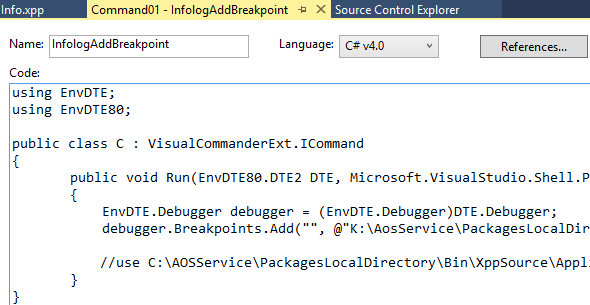 Info.xpp Command01 - InfologAddBreakpoint Source Control Explorer
Name: InfologAddBreakpoint Language: C# v4.0 References...
Code:
using EnvDTE;
using EnvDTE80;
public class C : VisualCommanderExt.ICommand
{
public void Run(EnvDTE80.DTE2 DTE, Microsoft.VisualStudio.Shell.P
{
EnvDTE.Debugger debugger = (EnvDTE.Debugger)DTE.Debugger;
debugger.Breakpoints.Add("", @"K:\AosService\PackagesLocalDir
//use C:\AOSService\PackagesLocalDirectory\Bin\XppSource\Appli
}
}